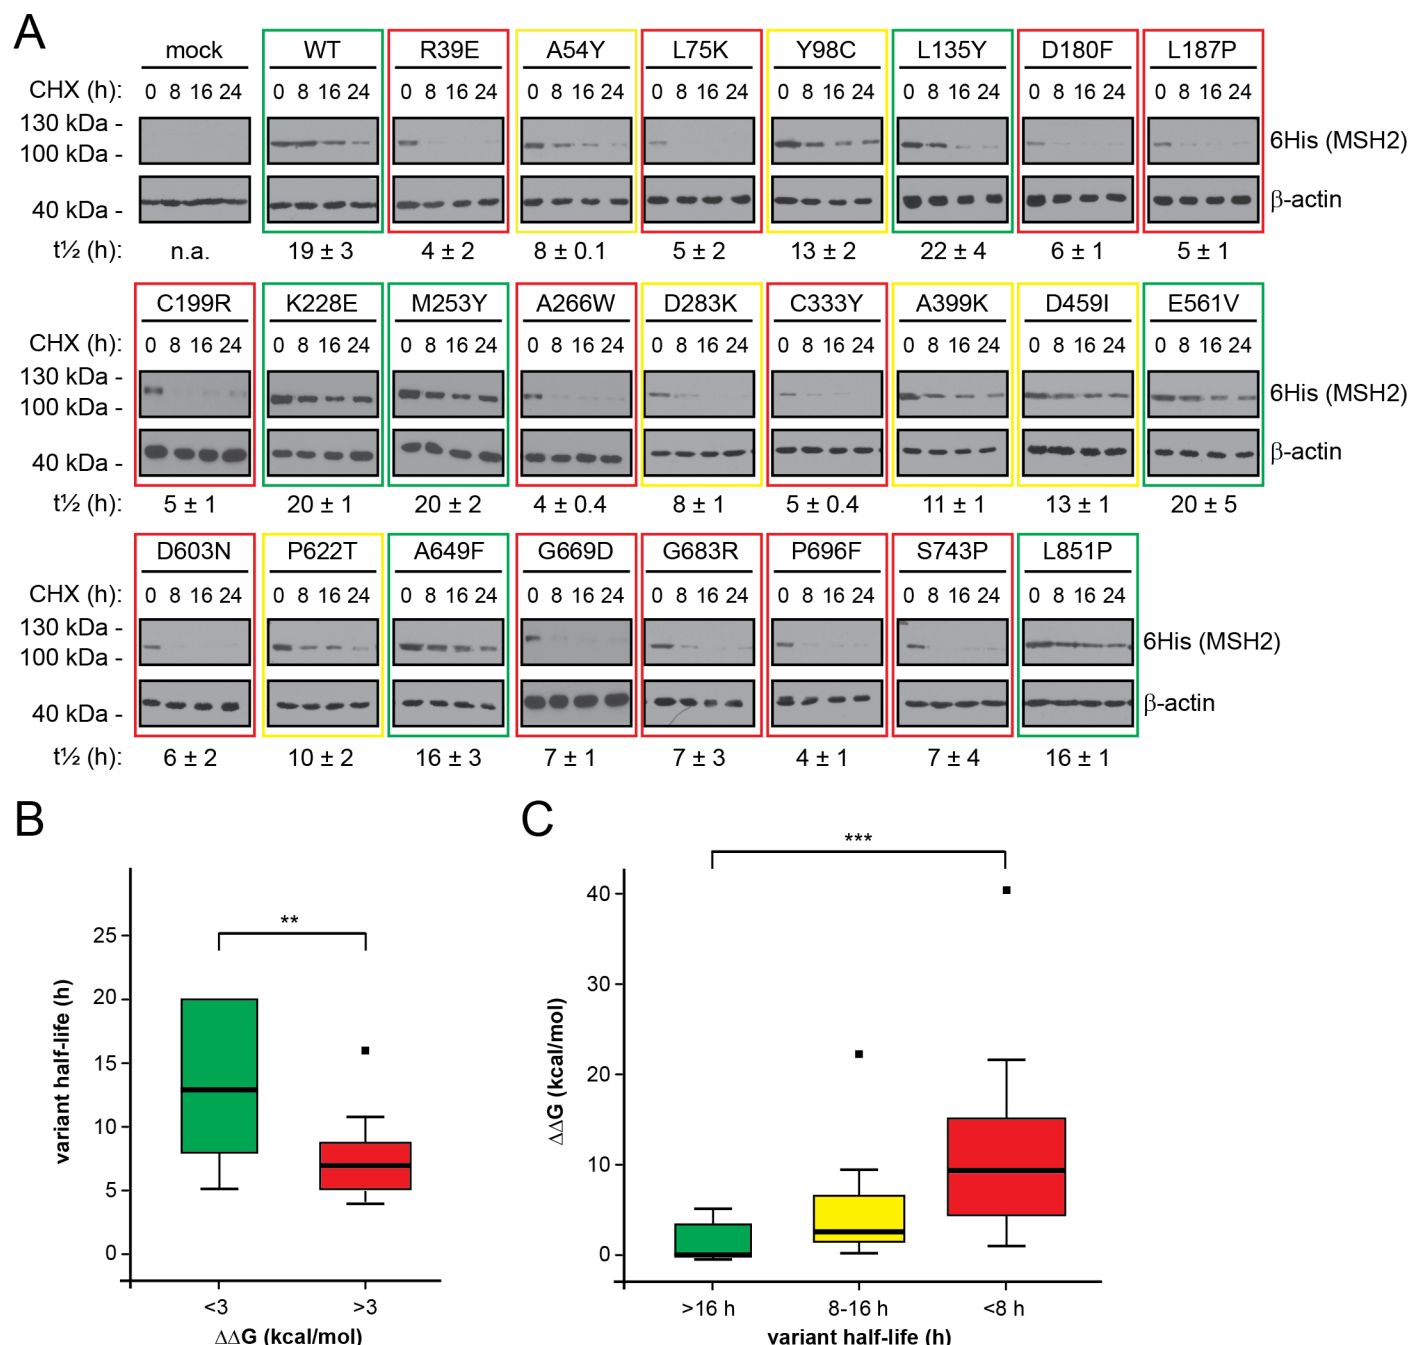 A
mock WT R39E A54Y L75K Y98C L135Y D180F L187P
CHX (h): 0 8 16 24 0 8 16 24 0 8 16 24 0 8 16 24 0 8 16 24 0 8 16 24 0 8 16 24 0 8 16 24 0 8 16 24
130 kDa -
100 kDa -
6His (MSH2)
40 kDa -
β-actin
t½ (h): n.a. 19 ± 3 4 ± 2 8 ± 0.1 5 ± 2 13 ± 2 22 ± 4 6 ± 1 5 ± 1
C199R K228E M253Y A266W D283K C333Y A399K D459I E561V
CHX (h): 0 8 16 24 0 8 16 24 0 8 16 24 0 8 16 24 0 8 16 24 0 8 16 24 0 8 16 24 0 8 16 24 0 8 16 24
130 kDa -
100 kDa -
6His (MSH2)
40 kDa -
β-actin
t½ (h): 5 ± 1 20 ± 1 20 ± 2 4 ± 0.4 8 ± 1 5 ± 0.4 11 ± 1 13 ± 1 20 ± 5
D603N P622T A649F G669D G683R P696F S743P L851P
CHX (h): 0 8 16 24 0 8 16 24 0 8 16 24 0 8 16 24 0 8 16 24 0 8 16 24 0 8 16 24 0 8 16 24
130 kDa -
100 kDa -
6His (MSH2)
40 kDa -
β-actin
t½ (h): 6 ± 2 10 ± 2 16 ± 3 7 ± 1 7 ± 3 4 ± 1 7 ± 4 16 ± 1
B
**
25
20
15
10
5
0
variant half-life (h)
<3 >3
ΔΔG (kcal/mol)
C
***
40
30
20
10
0
ΔΔG (kcal/mol)
>16 h 8-16 h <8 h
variant half-life (h)